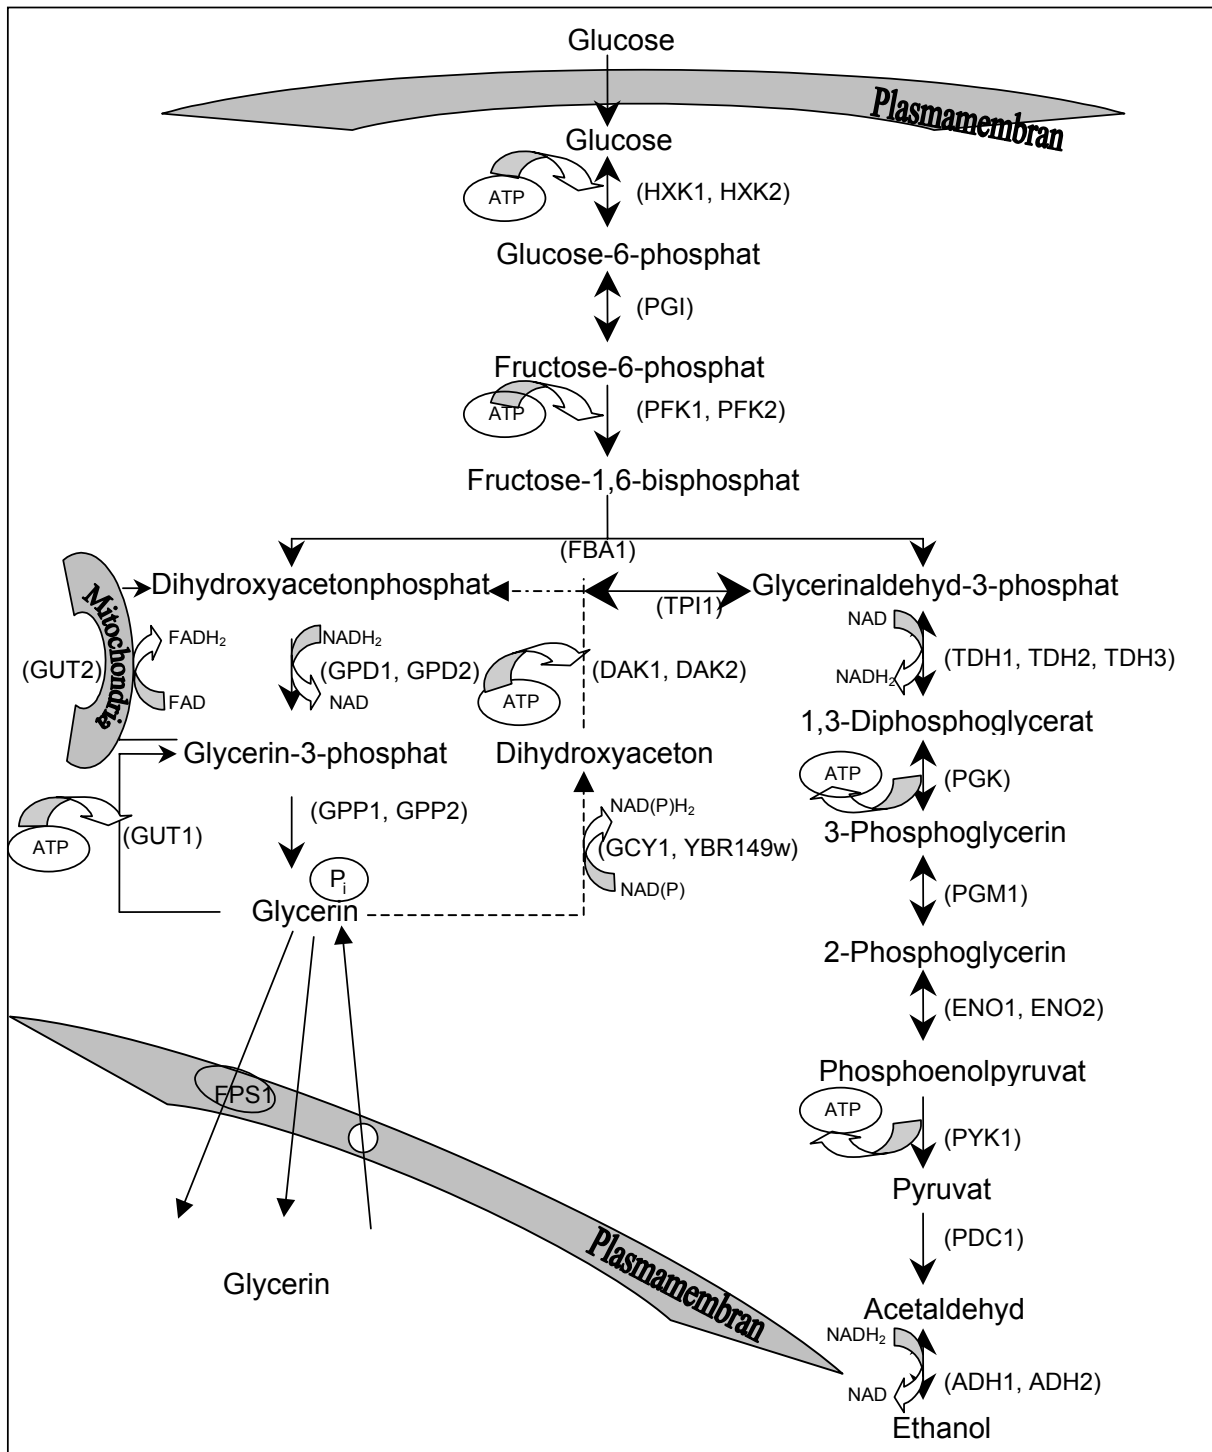 Glucose
Plasmamembran
Glucose
ATP
(HXK1, HXK2)
Glucose-6-phosphat
(PGI)
Fructose-6-phosphat
ATP
(PFK1, PFK2)
Fructose-1,6-bisphosphat
(FBA1)
Dihydroxyacetonphosphat
Glycerinaldehyd-3-phosphat
(TPI1)
Mitochondria
(GUT2)
FADH2
FAD
NADH2
(GPD1, GPD2)
NAD
ATP
(DAK1, DAK2)
NAD
(TDH1, TDH2, TDH3)
NADH2
1,3-Diphosphoglycerat
Glycerin-3-phosphat
Dihydroxyaceton
ATP
(PGK)
ATP
(GUT1)
(GPP1, GPP2)
NAD(P)H2
(GCY1, YBR149w)
NAD(P)
3-Phosphoglycerin
Pi
Glycerin
(PGM1)
2-Phosphoglycerin
(ENO1, ENO2)
Phosphoenolpyruvat
FPS1
ATP
(PYK1)
Pyruvat
(PDC1)
Plasmamembran
Glycerin
Acetaldehyd
NADH2
(ADH1, ADH2)
NAD
Ethanol